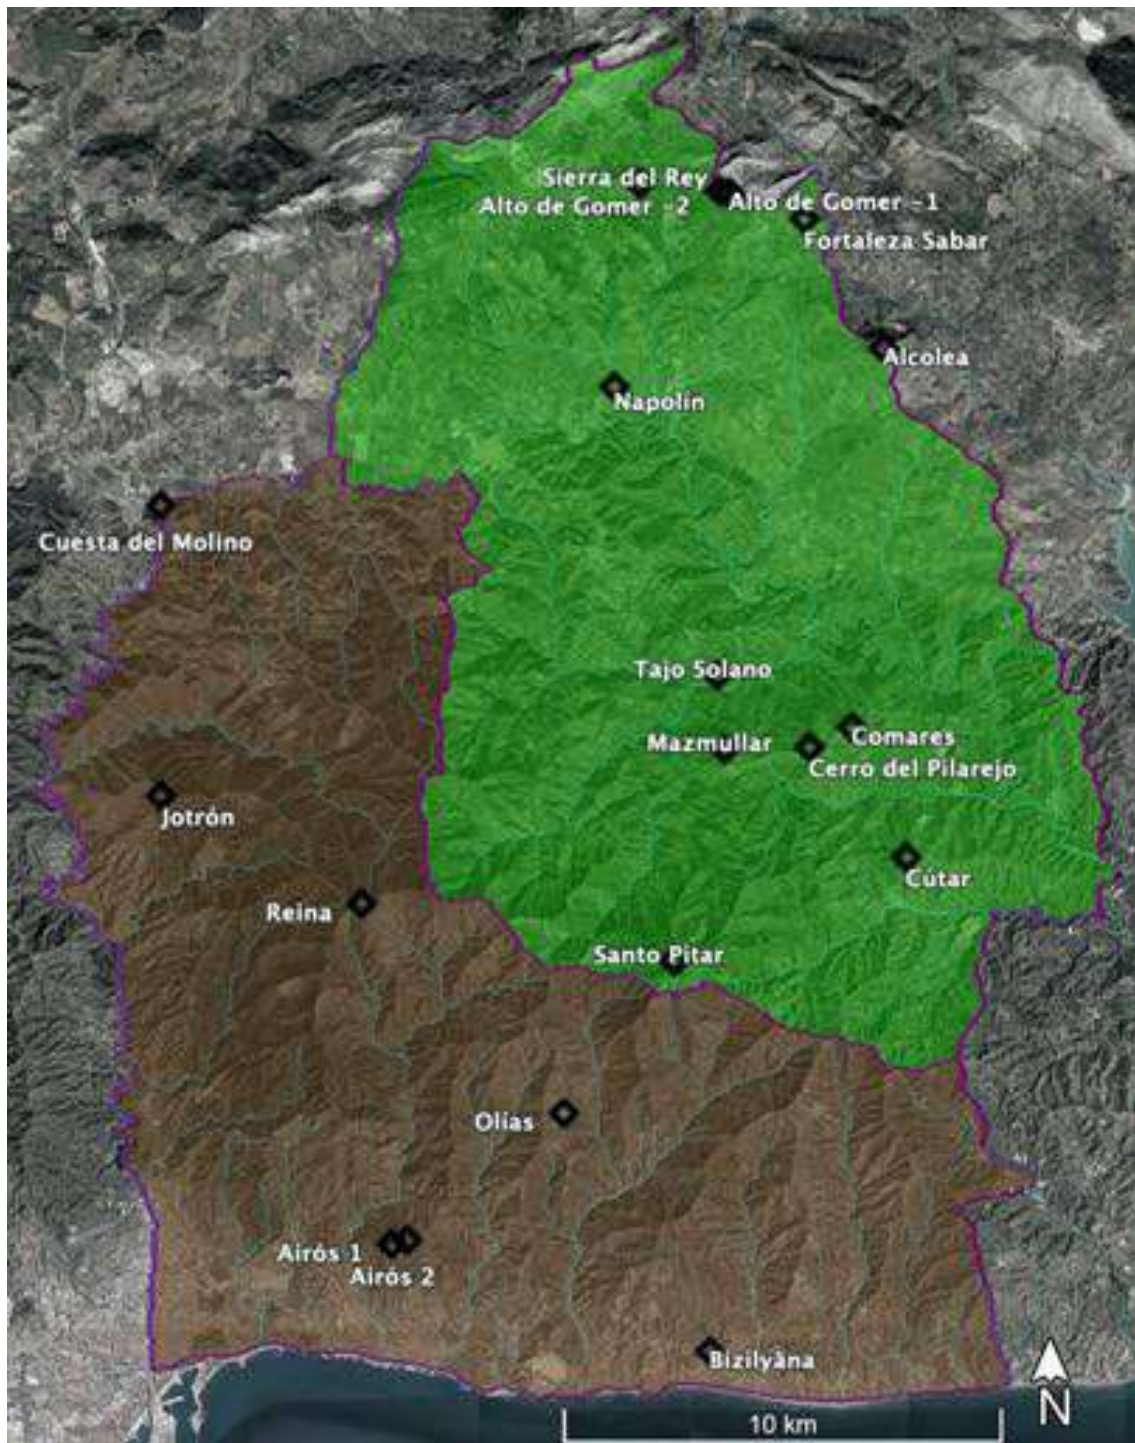 Sierra del Rey
Alto de Gomer -2
Alto de Gomer -1
Fortaleza Sabar
Alcolea
Napolín
Cuesta del Molino
Tajo Solano
Comares
Mazmullar
Cerro del Pilarejo
Jotrón
Cútar
Reina
Santo Pitar
Olías
Airós 1
Airós 2
Bizilyàna
10 km
N